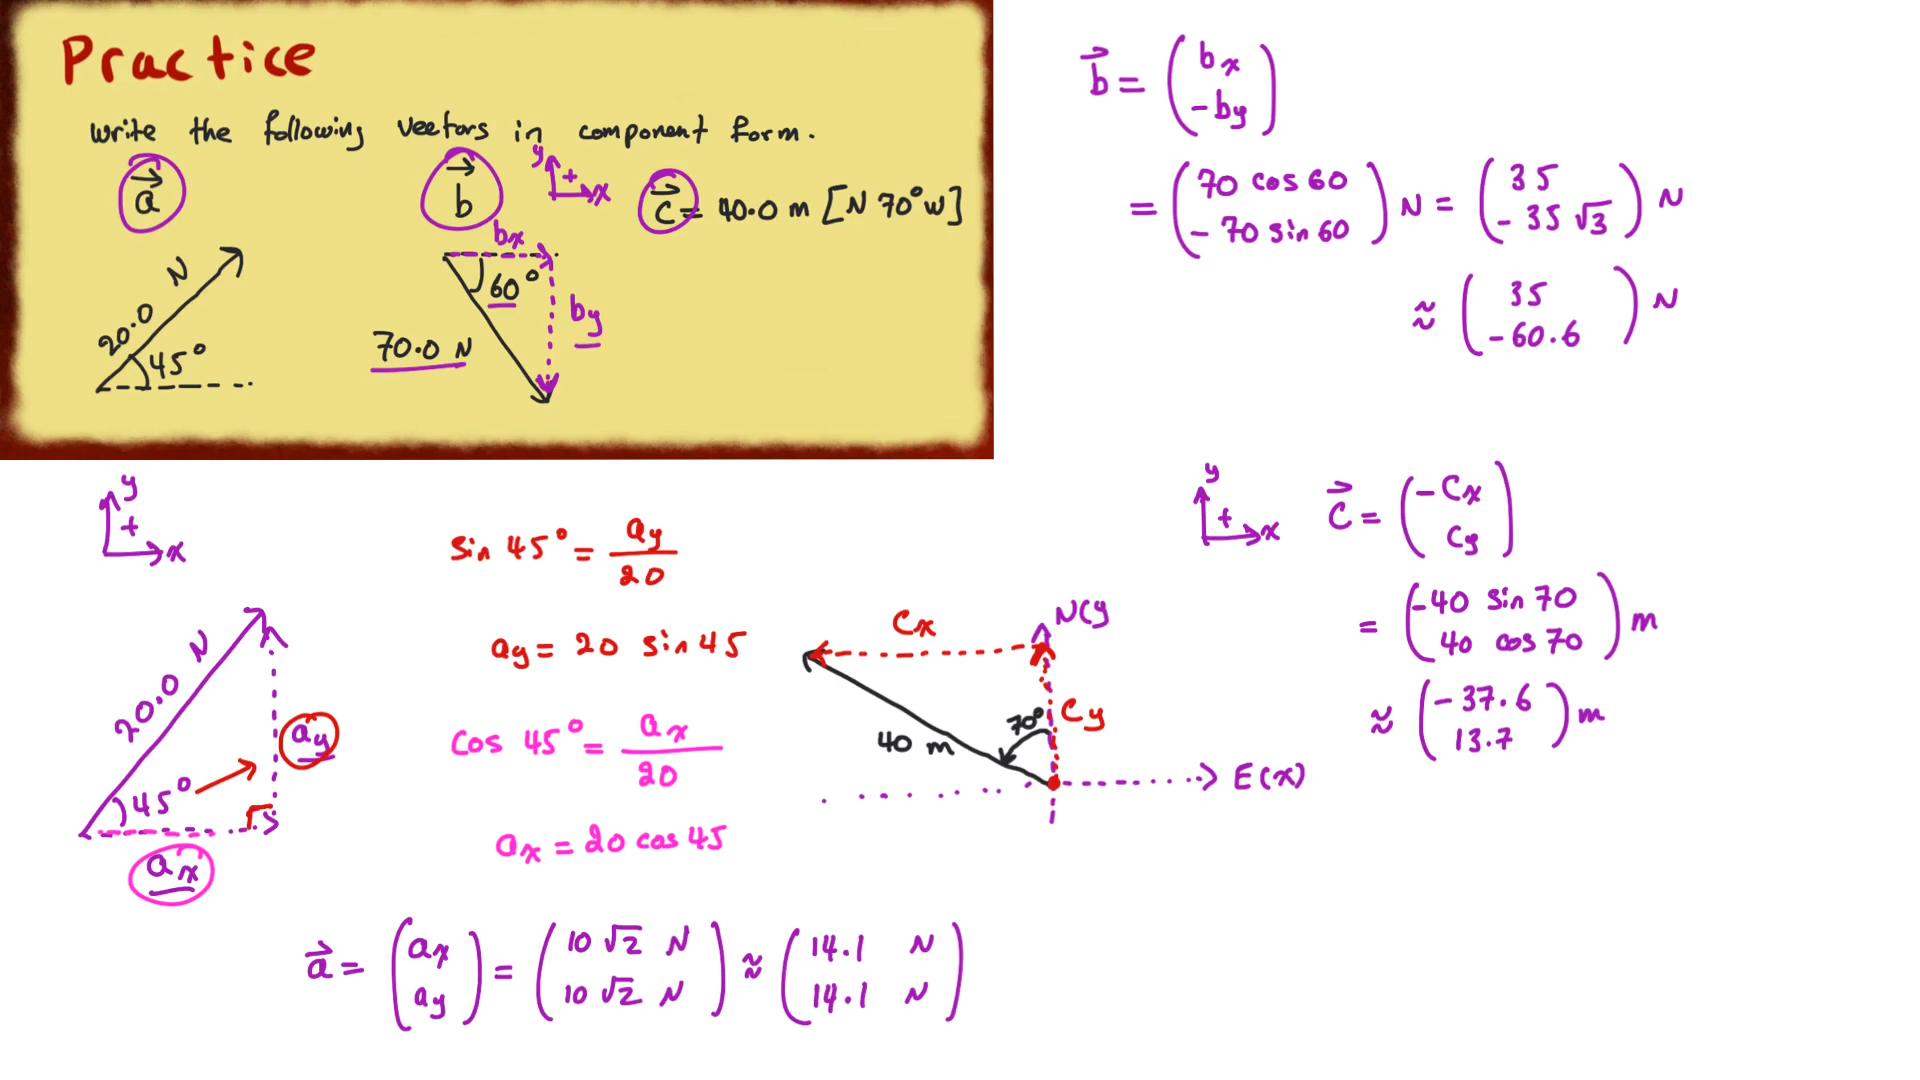 Practice
Write the following vectors in component form.
a⃗
b⃗
y
+
x
c⃗ = 40.0 m [N 70° W]
20.0 N
45°
bx
60°
by
70.0 N
b⃗ = (bx
-by)
= (70 cos 60
- 70 sin 60) N = (35
- 35 √3) N
≈ (35
-60.6) N
y
+
x
20.0 N
45°
ay
ax
sin 45° = ay/20
ay = 20 sin 45
cos 45° = ax/20
ax = 20 cos 45
a⃗ = (ax
ay) = (10 √2 N
10 √2 N) ≈ (14.1 N
14.1 N)
Cx
N(y
70°
Cy
40 m
E(x)
y
+
x
c⃗ = (-Cx
Cy)
= (-40 sin 70
40 cos 70) m
≈ (-37.6
13.7) m